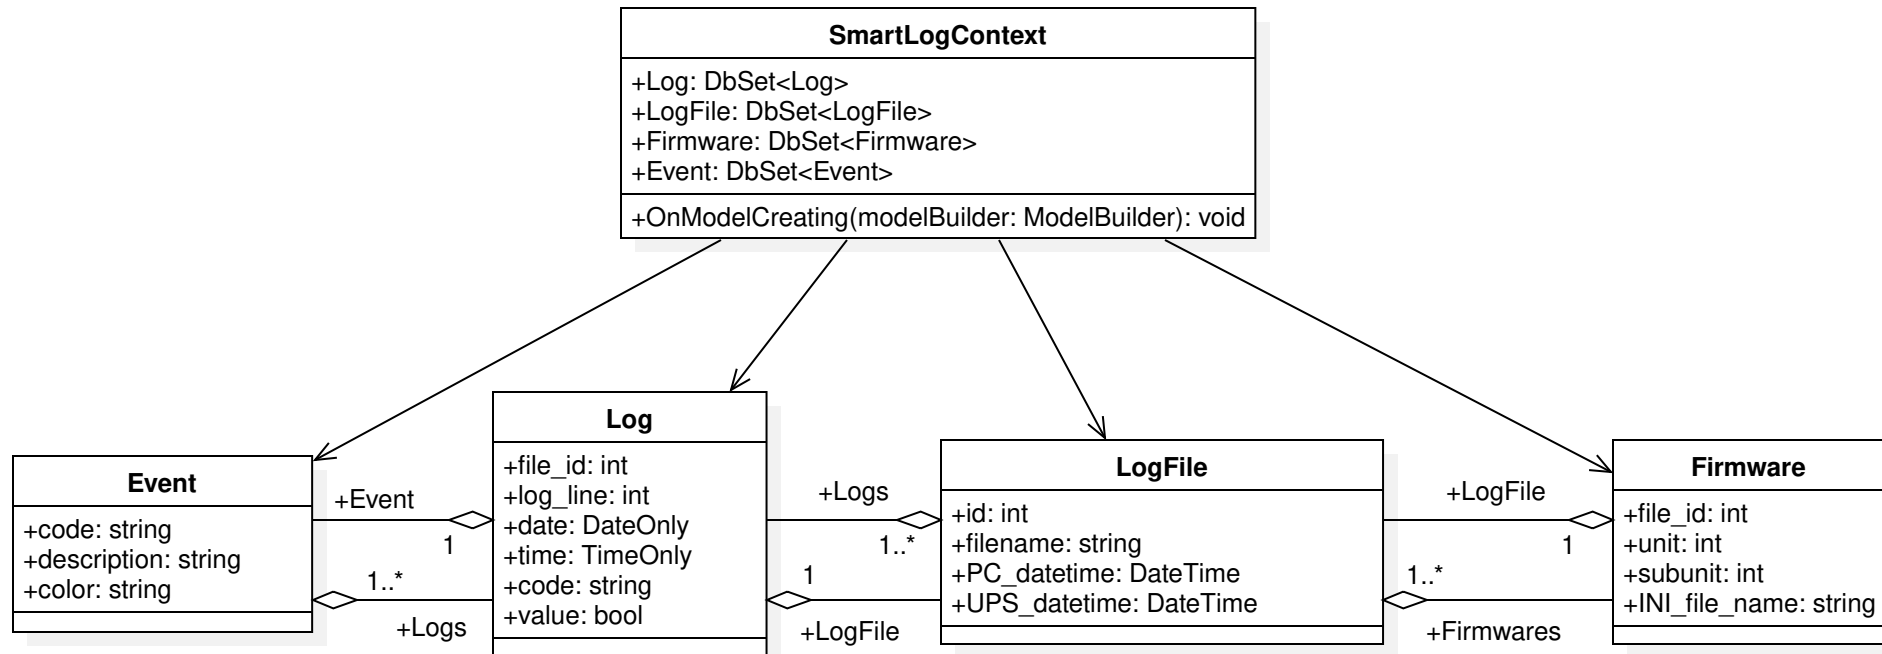 SmartLogContext
+Log: DbSet<Log>
+LogFile: DbSet<LogFile>
+Firmware: DbSet<Firmware>
+Event: DbSet<Event>
+OnModelCreating(modelBuilder: ModelBuilder): void
Event
+code: string
+description: string
+color: string
+Event
1
1..*
+Logs
Log
+file_id: int
+log_line: int
+date: DateOnly
+time: TimeOnly
+code: string
+value: bool
+Logs
1..*
1
+LogFile
LogFile
+id: int
+filename: string
+PC_datetime: DateTime
+UPS_datetime: DateTime
+LogFile
1
1..*
+Firmwares
Firmware
+file_id: int
+unit: int
+subunit: int
+INI_file_name: string